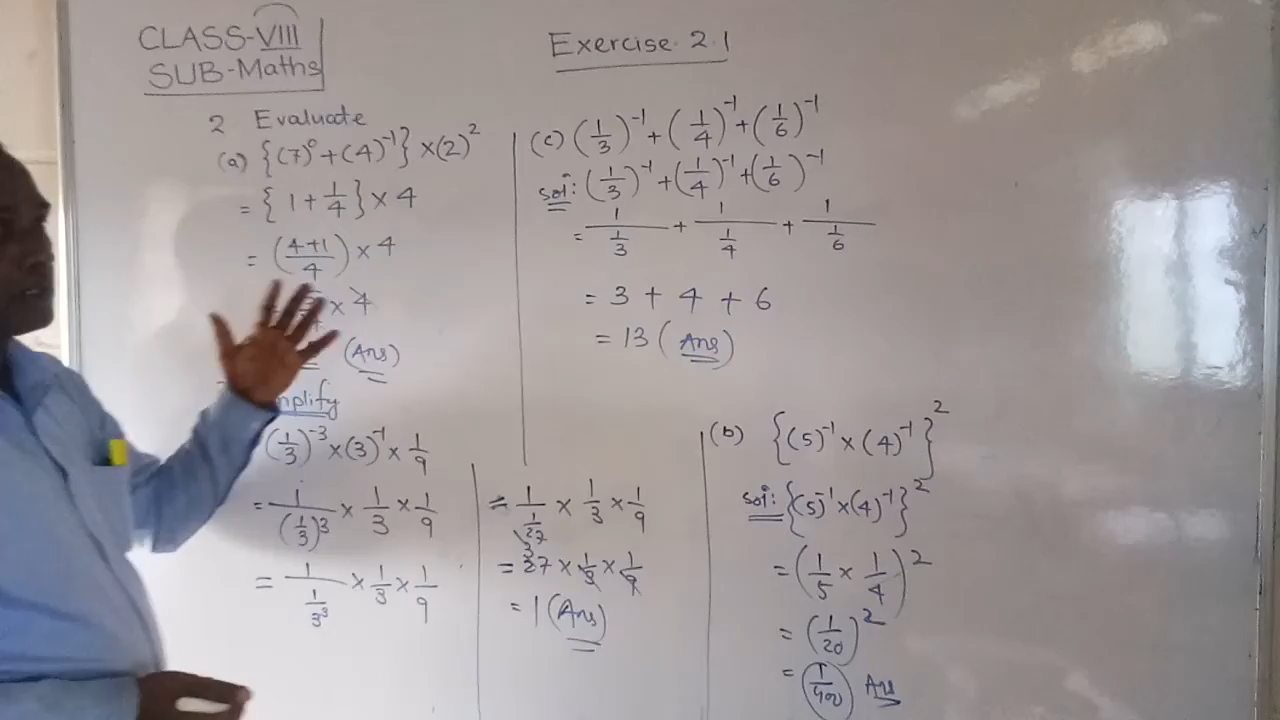 CLASS-VIII
SUB-Maths
Exercise 2.1
2 Evaluate
(a) {(7)⁰ + (4)⁻¹} × (2)²
= {1 + 1/4} × 4
= ((4+1)/4) × 4
× 4
= (Ans)
(1/3)⁻³ × (3)⁻¹ × 1/9
= 1/(1/3)³ × 1/3 × 1/9
= 1/(1/3³) × 1/3 × 1/9
= 1/(1/27) × 1/3 × 1/9
= 27 × 1/3 × 1/9
= 1 (Ans)
(c) (1/3)⁻¹ + (1/4)⁻¹ + (1/6)⁻¹
Sol: (1/3)⁻¹ + (1/4)⁻¹ + (1/6)⁻¹
= 1/(1/3) + 1/(1/4) + 1/(1/6)
= 3 + 4 + 6
= 13 (Ans)
(b) {(5)⁻¹ × (4)⁻¹}²
Sol: {(5)⁻¹ × (4)⁻¹}²
= (1/5 × 1/4)²
= (1/20)²
= (1/400) Ans